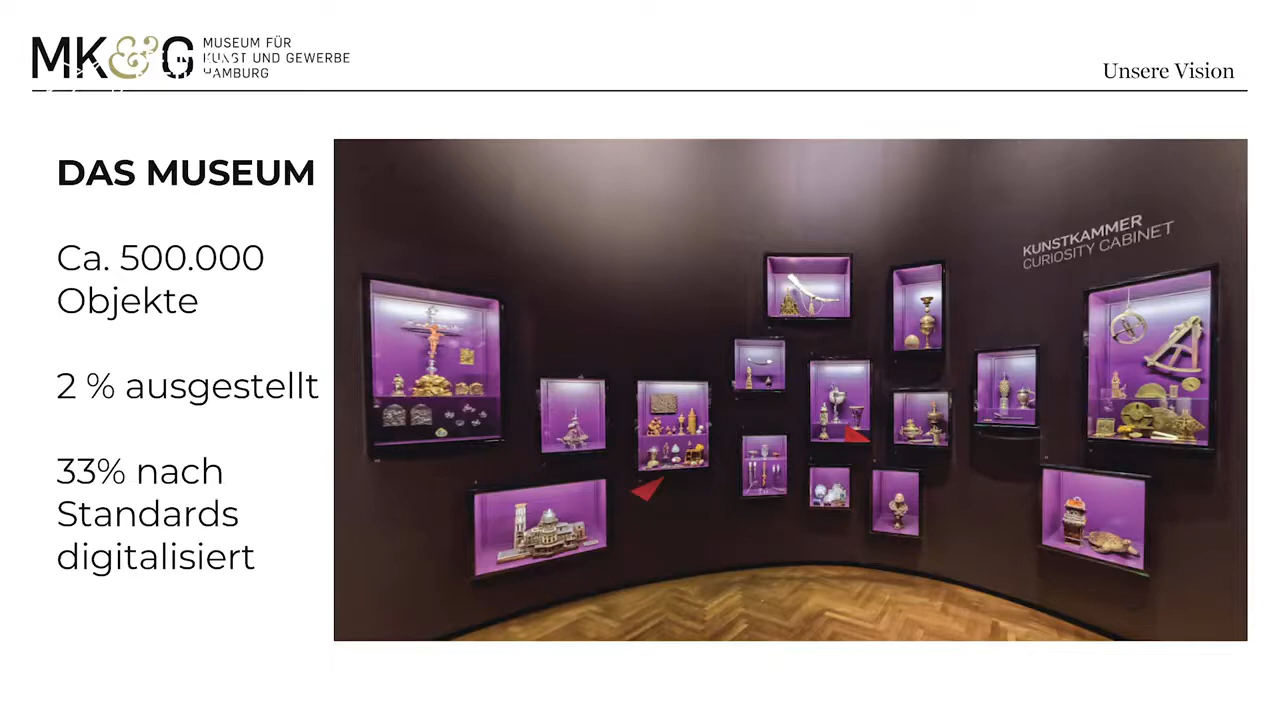 MK&G
MUSEUM FÜR
KUNST UND GEWERBE
HAMBURG
Unsere Vision
DAS MUSEUM
Ca. 500.000
Objekte
2 % ausgestellt
33% nach
Standards
digitalisiert
KUNSTKAMMER
CURIOSITY CABINET